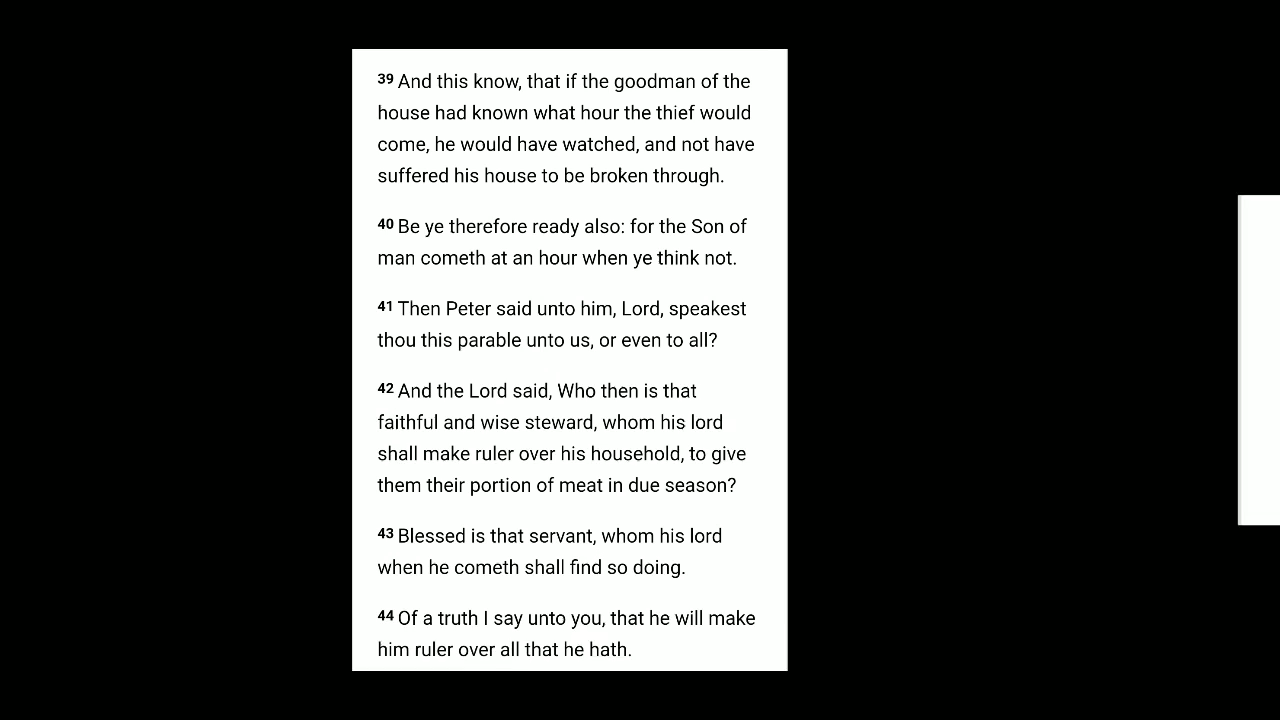 39 And this know, that if the goodman of the
house had known what hour the thief would
come, he would have watched, and not have
suffered his house to be broken through.
40 Be ye therefore ready also: for the Son of
man cometh at an hour when ye think not.
41 Then Peter said unto him, Lord, speakest
thou this parable unto us, or even to all?
42 And the Lord said, Who then is that
faithful and wise steward, whom his lord
shall make ruler over his household, to give
them their portion of meat in due season?
43 Blessed is that servant, whom his lord
when he cometh shall find so doing.
44 Of a truth I say unto you, that he will make
him ruler over all that he hath.